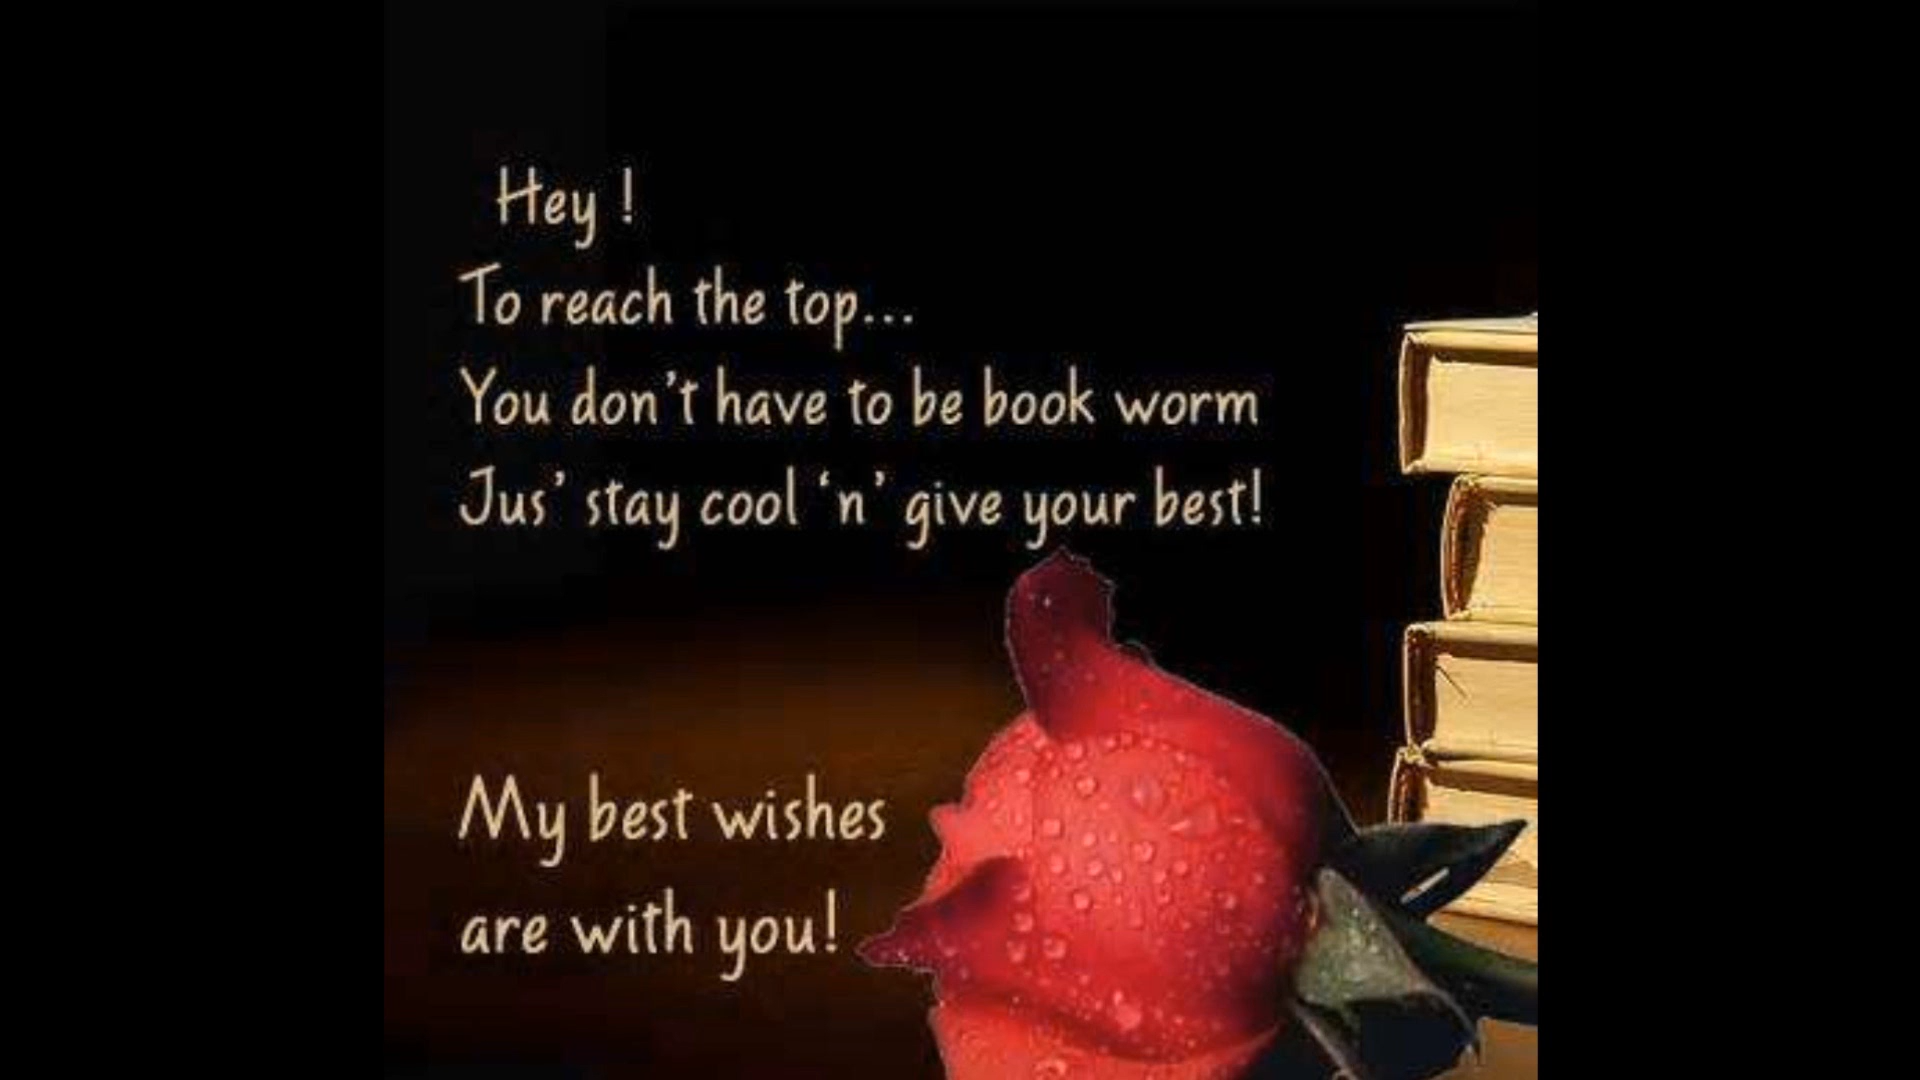 Hey !
To reach the top...
You don't have to be book worm
Jus' stay cool 'n' give your best!
My best wishes
are with you!